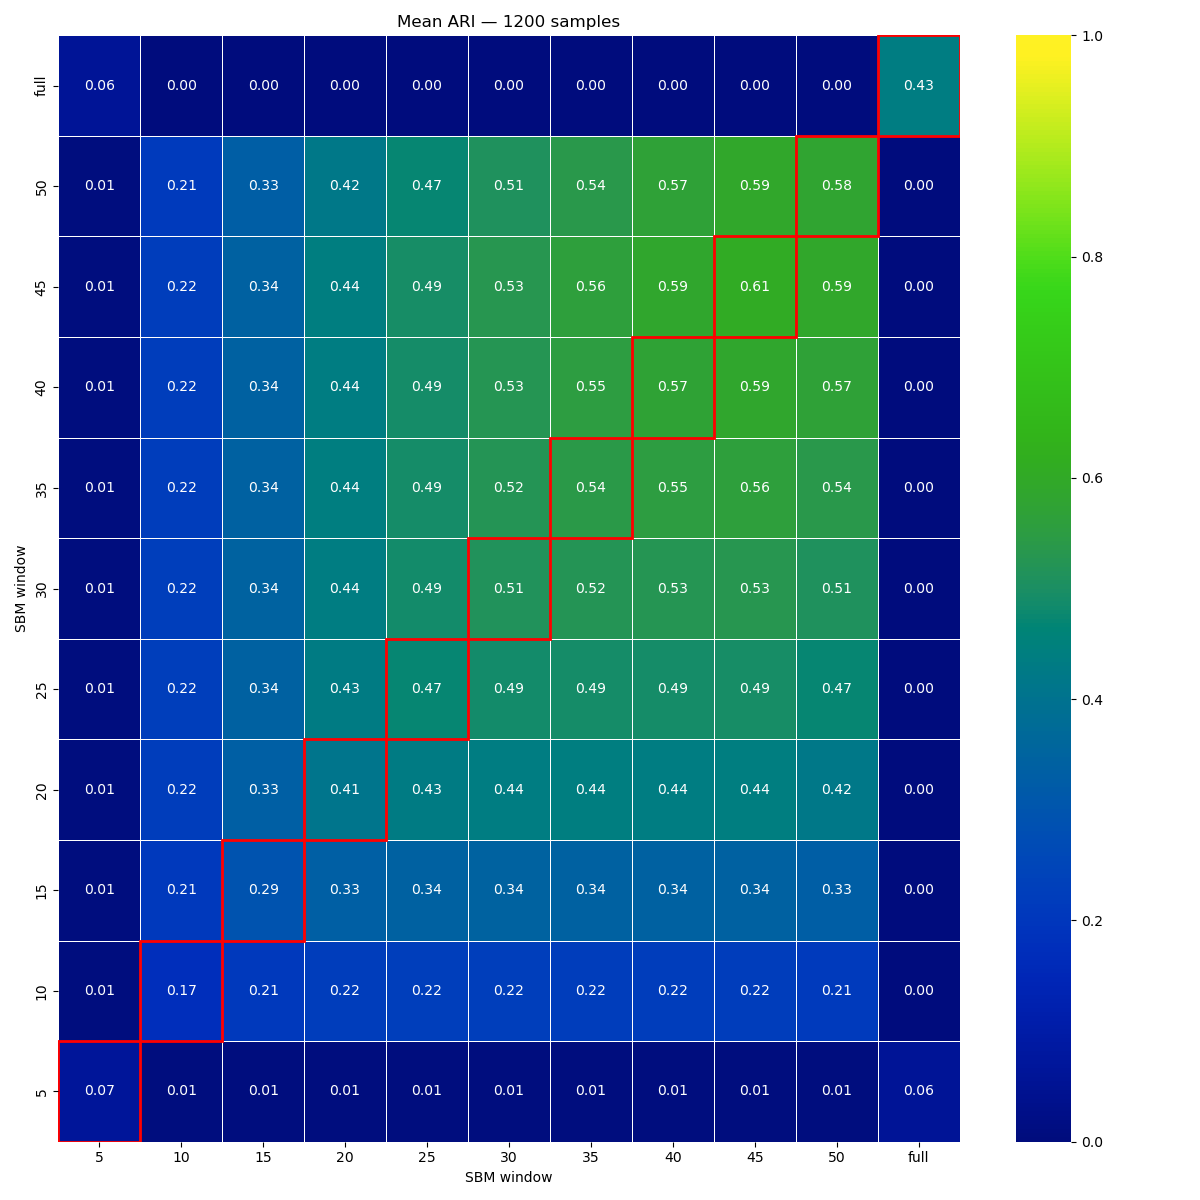 Mean ARI — 1200 samples
full 0.06 0.00 0.00 0.00 0.00 0.00 0.00 0.00 0.00 0.00 0.43
50 0.01 0.21 0.33 0.42 0.47 0.51 0.54 0.57 0.59 0.58 0.00
45 0.01 0.22 0.34 0.44 0.49 0.53 0.56 0.59 0.61 0.59 0.00
40 0.01 0.22 0.34 0.44 0.49 0.53 0.55 0.57 0.59 0.57 0.00
35 0.01 0.22 0.34 0.44 0.49 0.52 0.54 0.55 0.56 0.54 0.00
30 0.01 0.22 0.34 0.44 0.49 0.51 0.52 0.53 0.53 0.51 0.00
25 0.01 0.22 0.34 0.43 0.47 0.49 0.49 0.49 0.49 0.47 0.00
20 0.01 0.22 0.33 0.41 0.43 0.44 0.44 0.44 0.44 0.42 0.00
15 0.01 0.21 0.29 0.33 0.34 0.34 0.34 0.34 0.34 0.33 0.00
10 0.01 0.17 0.21 0.22 0.22 0.22 0.22 0.22 0.22 0.21 0.00
5 0.07 0.01 0.01 0.01 0.01 0.01 0.01 0.01 0.01 0.01 0.06
5 10 15 20 25 30 35 40 45 50 full
SBM window
SBM window
1.0
0.8
0.6
0.4
0.2
0.0